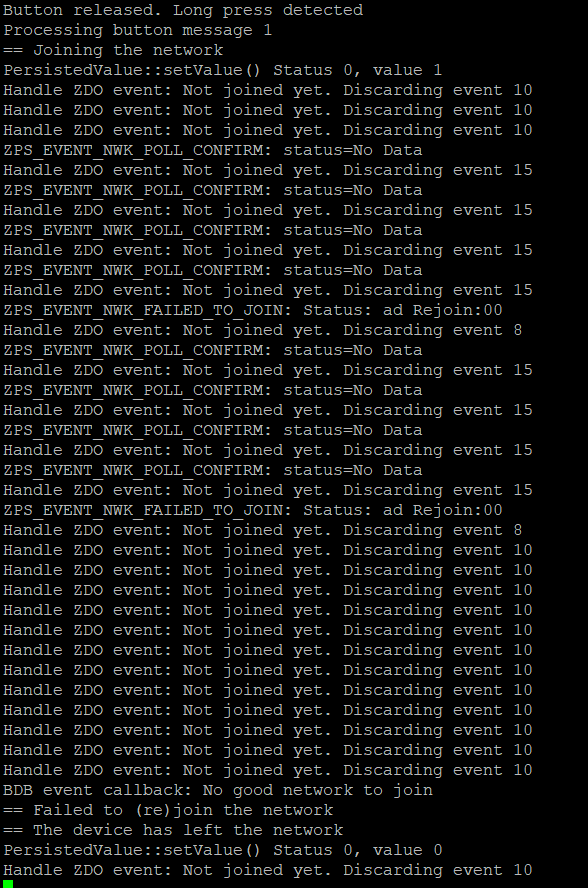 Button released. Long press detected
Processing button message 1
== Joining the network
PersistedValue::setValue() Status 0, value 1
Handle ZDO event: Not joined yet. Discarding event 10
Handle ZDO event: Not joined yet. Discarding event 10
Handle ZDO event: Not joined yet. Discarding event 10
ZPS_EVENT_NWK_POLL_CONFIRM: status=No Data
Handle ZDO event: Not joined yet. Discarding event 15
ZPS_EVENT_NWK_POLL_CONFIRM: status=No Data
Handle ZDO event: Not joined yet. Discarding event 15
ZPS_EVENT_NWK_POLL_CONFIRM: status=No Data
Handle ZDO event: Not joined yet. Discarding event 15
ZPS_EVENT_NWK_POLL_CONFIRM: status=No Data
Handle ZDO event: Not joined yet. Discarding event 15
ZPS_EVENT_NWK_FAILED_TO_JOIN: Status: ad Rejoin:00
Handle ZDO event: Not joined yet. Discarding event 8
ZPS_EVENT_NWK_POLL_CONFIRM: status=No Data
Handle ZDO event: Not joined yet. Discarding event 15
ZPS_EVENT_NWK_POLL_CONFIRM: status=No Data
Handle ZDO event: Not joined yet. Discarding event 15
ZPS_EVENT_NWK_POLL_CONFIRM: status=No Data
Handle ZDO event: Not joined yet. Discarding event 15
ZPS_EVENT_NWK_POLL_CONFIRM: status=No Data
Handle ZDO event: Not joined yet. Discarding event 15
ZPS_EVENT_NWK_FAILED_TO_JOIN: Status: ad Rejoin:00
Handle ZDO event: Not joined yet. Discarding event 8
Handle ZDO event: Not joined yet. Discarding event 10
Handle ZDO event: Not joined yet. Discarding event 10
Handle ZDO event: Not joined yet. Discarding event 10
Handle ZDO event: Not joined yet. Discarding event 10
Handle ZDO event: Not joined yet. Discarding event 10
Handle ZDO event: Not joined yet. Discarding event 10
Handle ZDO event: Not joined yet. Discarding event 10
Handle ZDO event: Not joined yet. Discarding event 10
Handle ZDO event: Not joined yet. Discarding event 10
Handle ZDO event: Not joined yet. Discarding event 10
Handle ZDO event: Not joined yet. Discarding event 10
Handle ZDO event: Not joined yet. Discarding event 10
BDB event callback: No good network to join
== Failed to (re)join the network
== The device has left the network
PersistedValue::setValue() Status 0, value 0
Handle ZDO event: Not joined yet. Discarding event 10